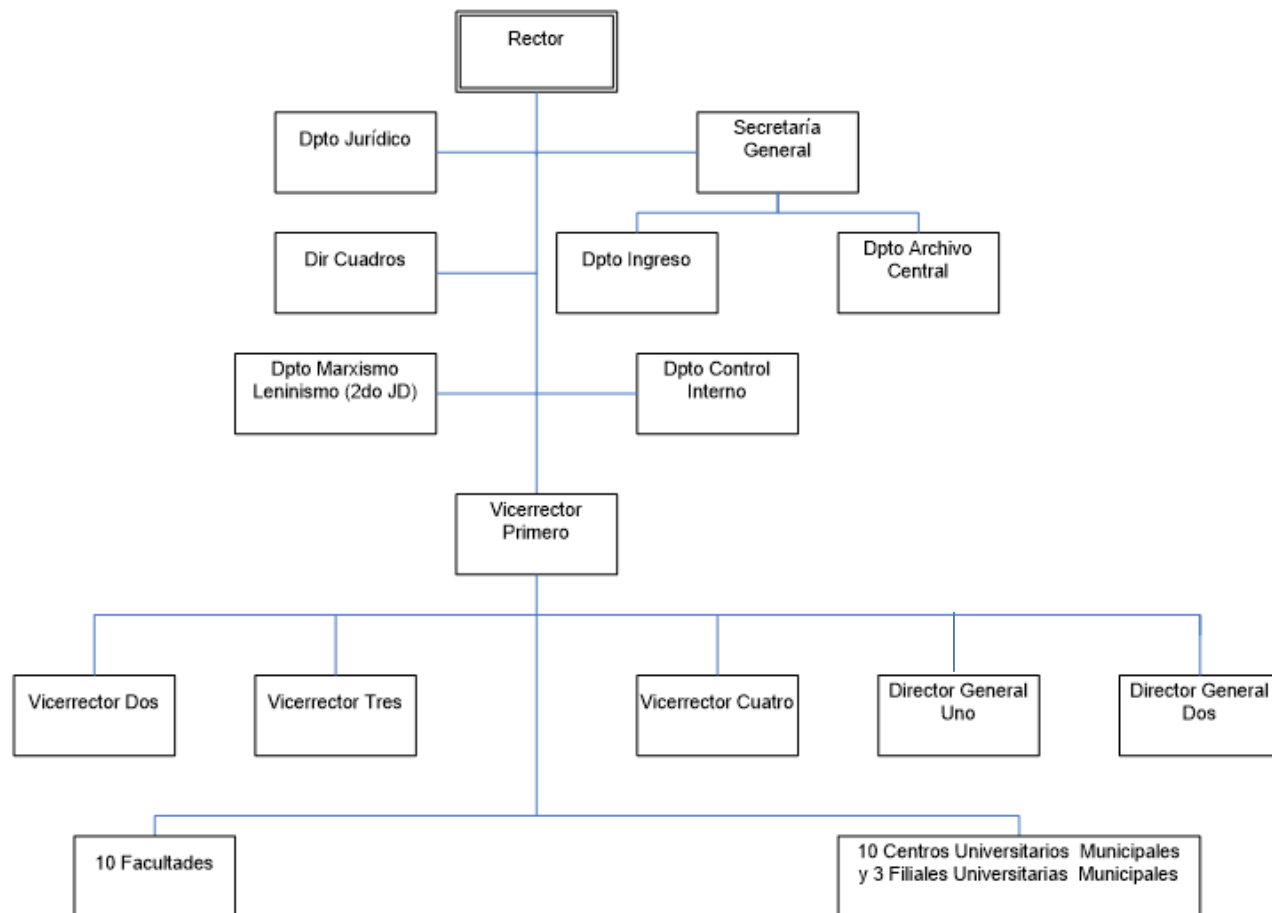 Rector
Dpto Jurídico
Secretaría
General
Dir Cuadros
Dpto Ingreso
Dpto Archivo
Central
Dpto Marxismo
Leninismo (2do JD)
Dpto Control
Interno
Vicerrector
Primero
Vicerrector Dos
Vicerrector Tres
Vicerrector Cuatro
Director General
Uno
Director General
Dos
10 Facultades
10 Centros Universitarios Municipales
y 3 Filiales Universitarias Municipales